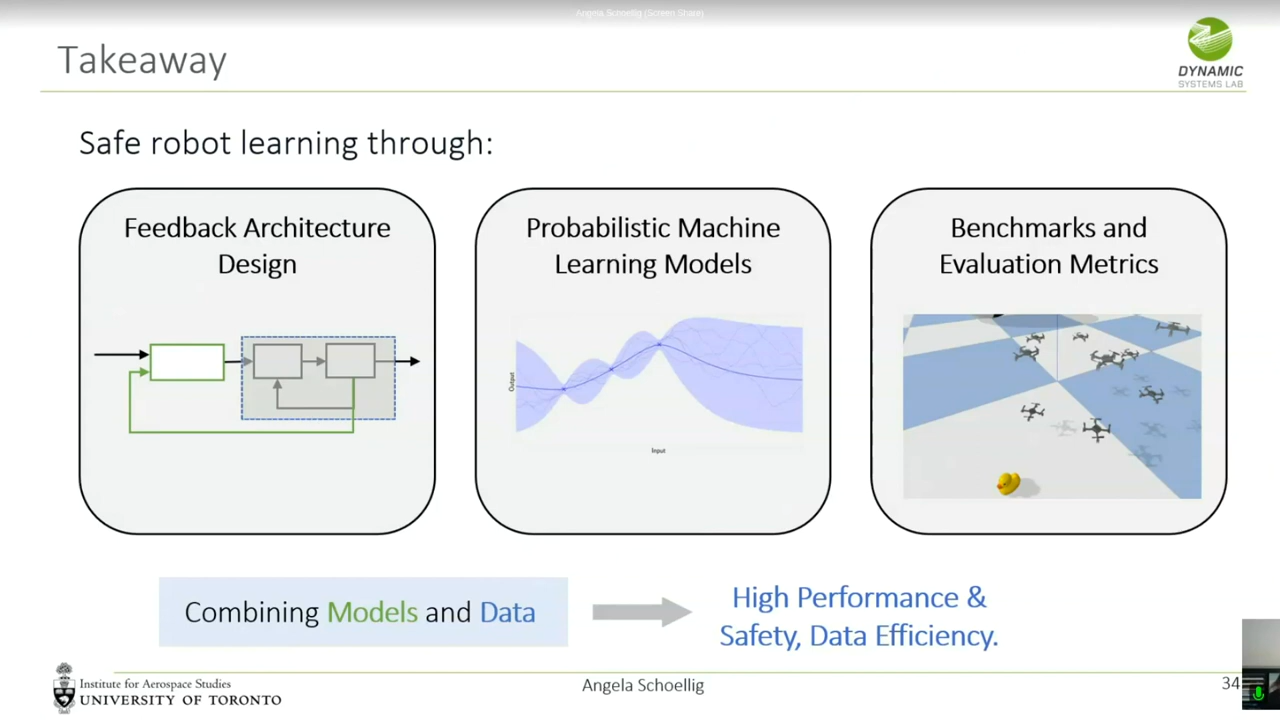 Angela Schoellig (Screen Share)
Takeaway
DYNAMIC
SYSTEMS LAB
Safe robot learning through:
Feedback Architecture
Design
Probabilistic Machine
Learning Models
Output
Input
Benchmarks and
Evaluation Metrics
Combining Models and Data
High Performance &
Safety, Data Efficiency.
Institute for Aerospace Studies
UNIVERSITY OF TORONTO
Angela Schoellig
34